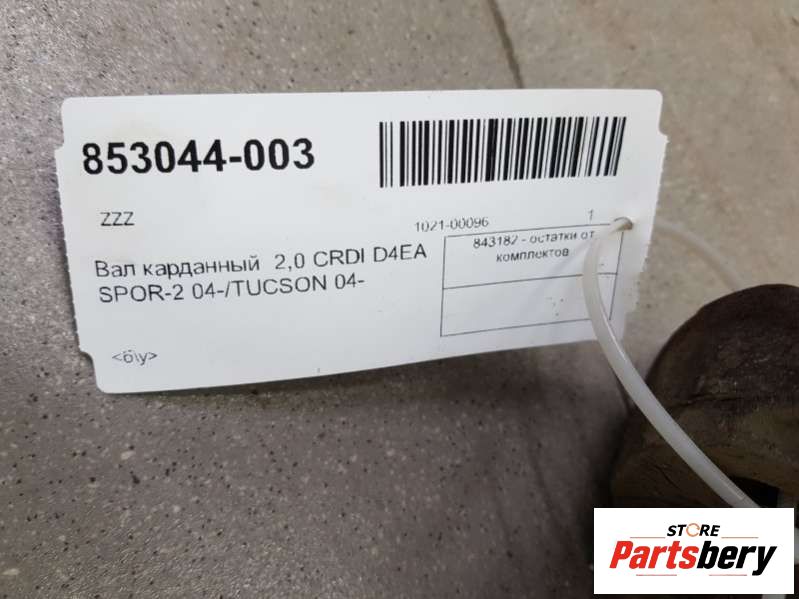 853044-003
ZZZ
1021-00096
1
843182 - остатки от
комплектов
Вал карданный 2,0 CRDI D4EA
SPOR-2 04-/TUCSON 04-
<б\у>
STORE
Partsbery